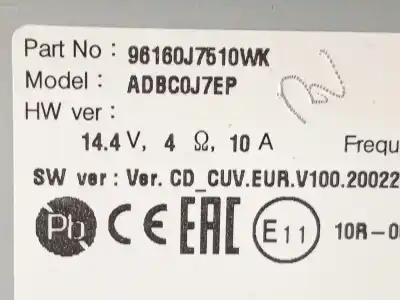 Part No : 96160J7510WK
Model : ADBC0J7EP
HW ver :
14.4 V, 4 Ω, 10 A Frequ
SW ver : Ver. CD_CUV.EUR.V100.20022
Pb CE EAC E11 10R-0